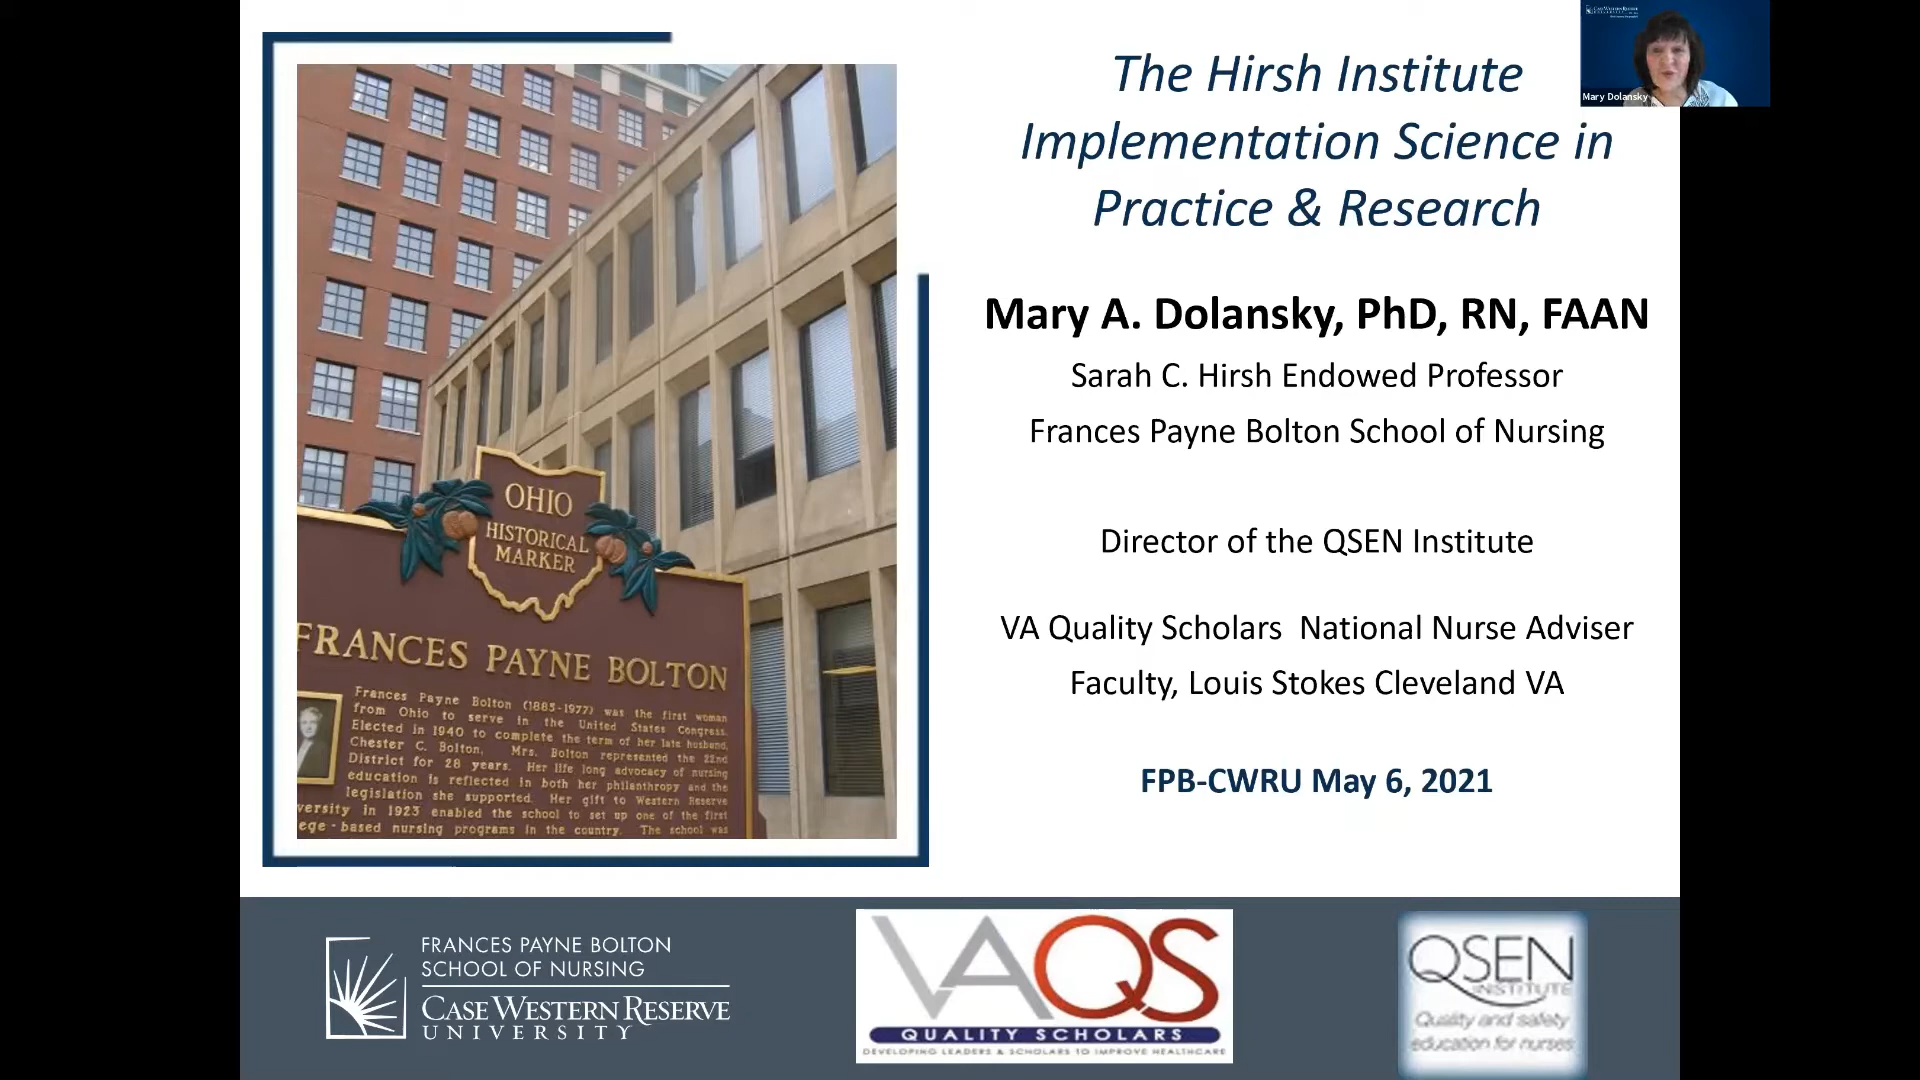 The Hirsh Institute
Implementation Science in
Practice & Research
Mary A. Dolansky, PhD, RN, FAAN
Sarah C. Hirsh Endowed Professor
Frances Payne Bolton School of Nursing
Director of the QSEN Institute
VA Quality Scholars National Nurse Adviser
Faculty, Louis Stokes Cleveland VA
FPB-CWRU May 6, 2021
Mary Dolansky
OHIO
HISTORICAL
MARKER
FRANCES PAYNE BOLTON
Frances Payne Bolton (1885-1977) was the first woman
from Ohio to serve in the United States Congress.
Elected in 1940 to complete the term of her late husband,
Chester C. Bolton, Mrs. Bolton represented the 22nd
District for 28 years. Her life long advocacy of nursing
education is reflected in both her philanthropy and the
legislation she supported. Her gift to Western Reserve
versity in 1923 enabled the school to set up one of the first
ege-based nursing programs in the country. The school was
FRANCES PAYNE BOLTON
SCHOOL OF NURSING
CASE WESTERN RESERVE
UNIVERSITY
VAQS
QUALITY SCHOLARS
DEVELOPING LEADERS & SCHOLARS TO IMPROVE HEALTHCARE
QSEN
INSTITUTE
Quality and safety
education for nurses